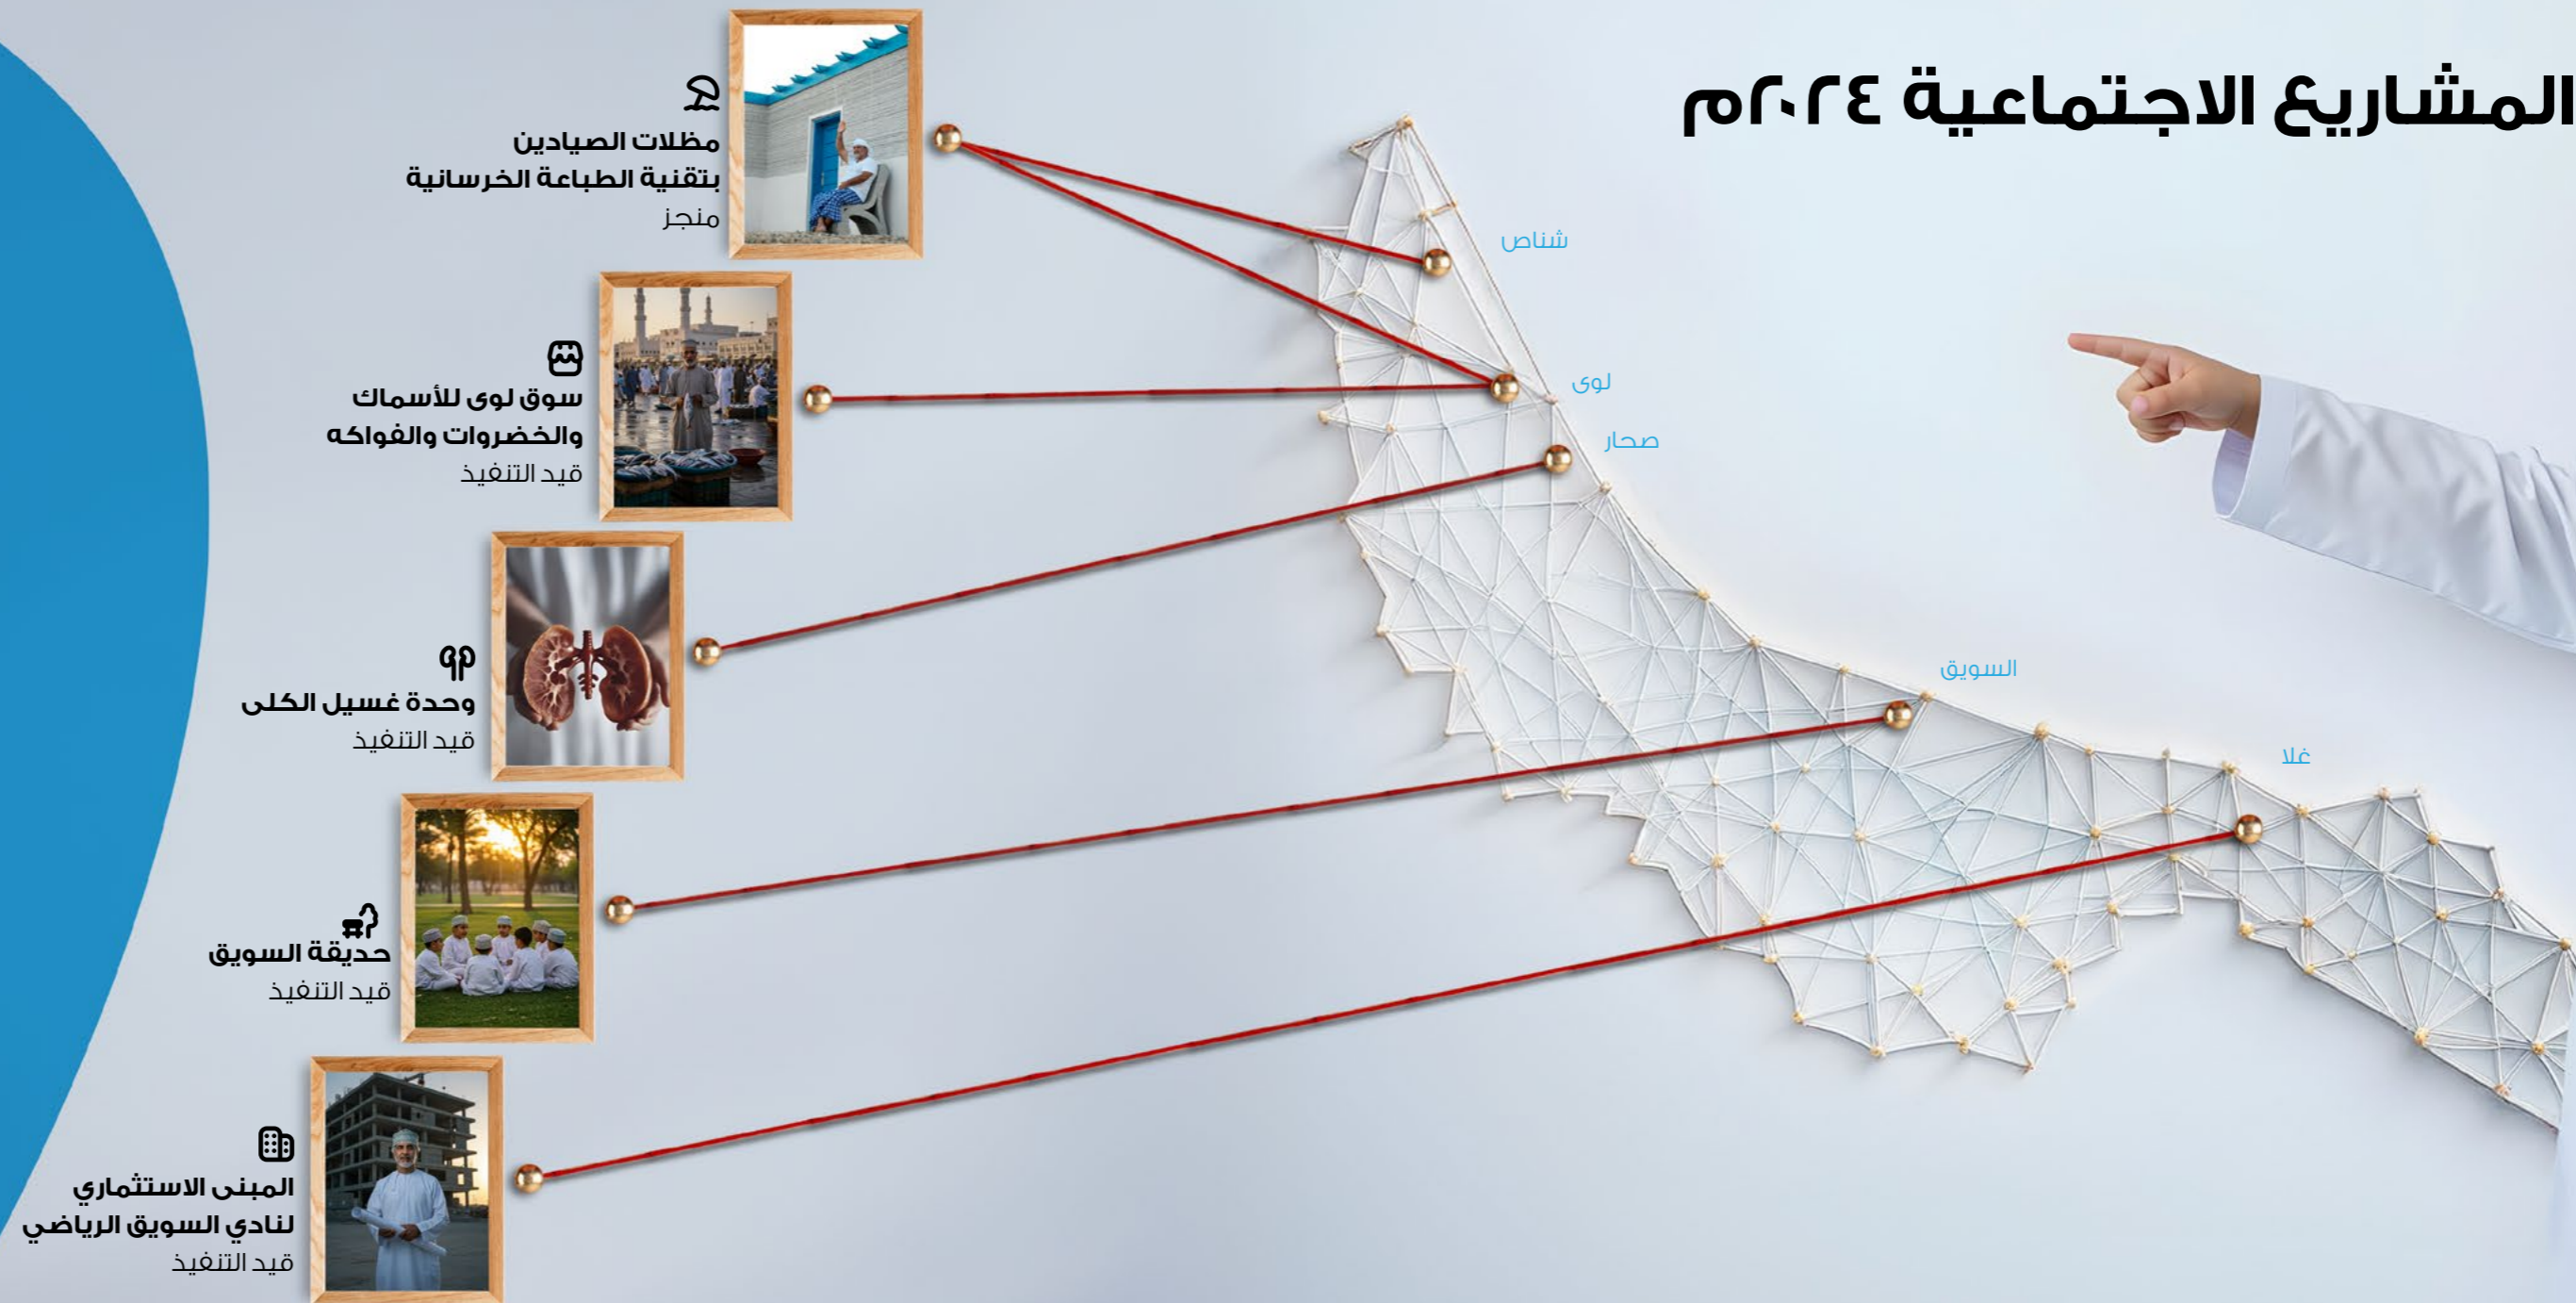 المشاريع الاجتماعية ٢٠٢٤م
مظلات الصيادين
بتقنية الطباعة الخرسانية
منجز
شناص
سوق لوى للأسماك
والخضروات والفواكه
قيد التنفيذ
لوى
صحار
وحدة غسيل الكلى
قيد التنفيذ
السويق
غلا
حديقة السويق
قيد التنفيذ
المبنى الاستثماري
لنادي السويق الرياضي
قيد التنفيذ